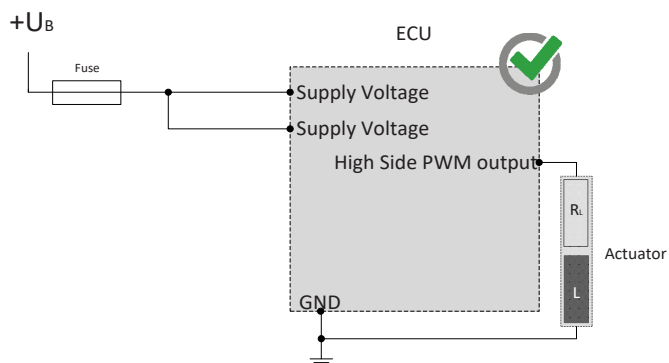 +UB
ECU
Fuse
Supply Voltage
Supply Voltage
High Side PWM output
RL
Actuator
L
GND